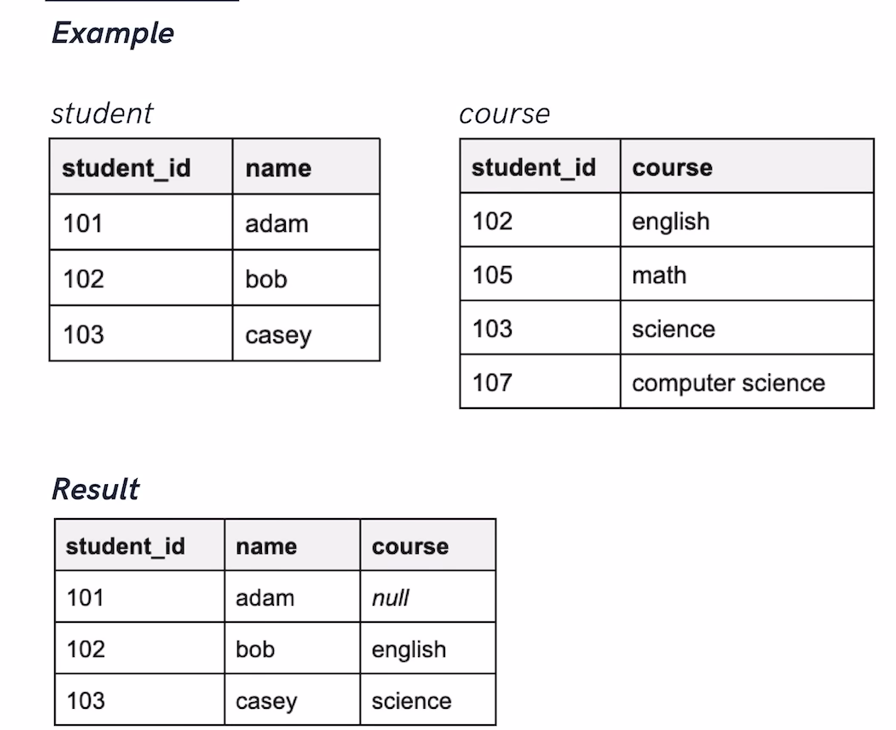 Example
student
student_id name
101 adam
102 bob
103 casey
course
student_id course
102 english
105 math
103 science
107 computer science
Result
student_id name course
101 adam null
102 bob english
103 casey science